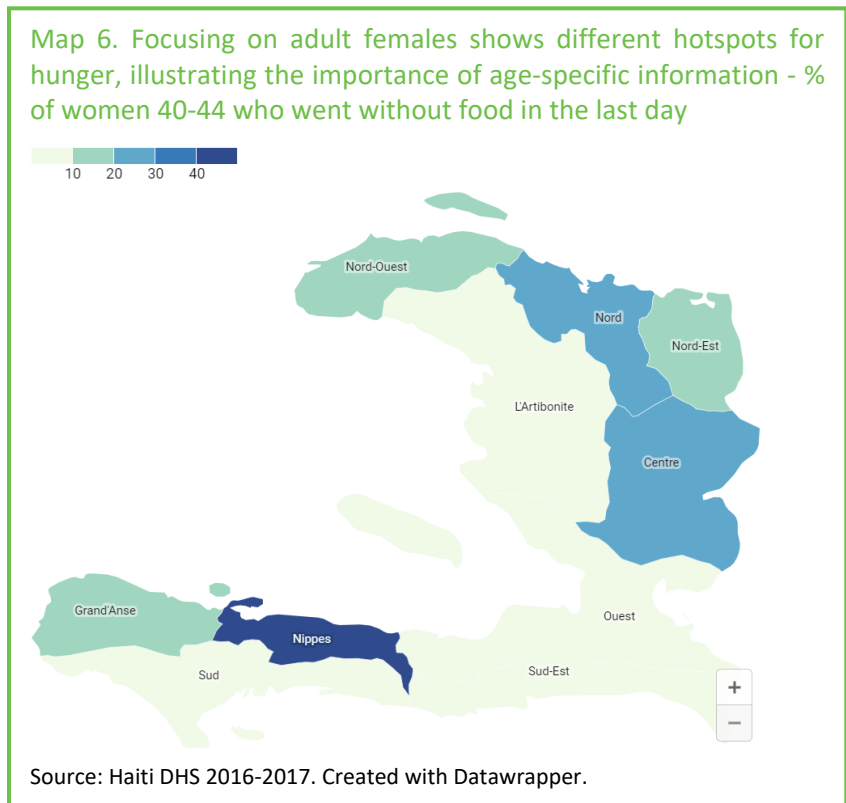 Map 6. Focusing on adult females shows different hotspots for
hunger, illustrating the importance of age-specific information - %
of women 40-44 who went without food in the last day
10 20 30 40
Nord-Ouest
Nord
Nord-Est
L'Artibonite
Centre
Grand'Anse
Ouest
Nippes
Sud-Est
Sud
+
−
Source: Haiti DHS 2016-2017. Created with Datawrapper.